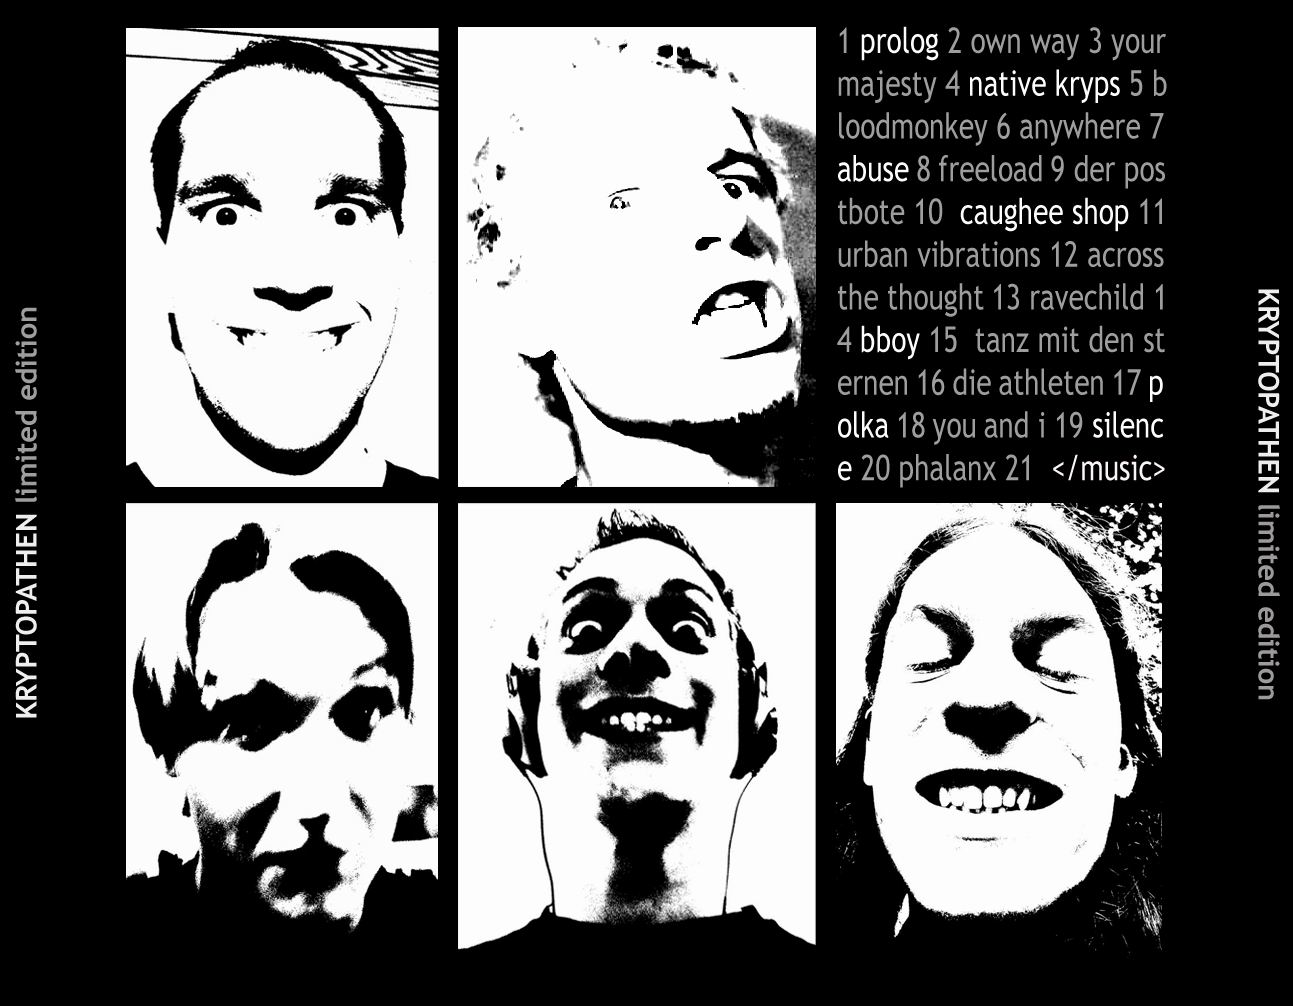 1 prolog 2 own way 3 your
majesty 4 native kryps 5 b
loodmonkey 6 anywhere 7
abuse 8 freeload 9 der pos
tbote 10 caughee shop 11
urban vibrations 12 across
the thought 13 ravechild 1
4 bboy 15 tanz mit den st
ernen 16 die athleten 17 p
olka 18 you and i 19 silenc
e 20 phalanx 21 </music>
KRYPTOPATHEN limited edition
KRYPTOPATHEN limited edition